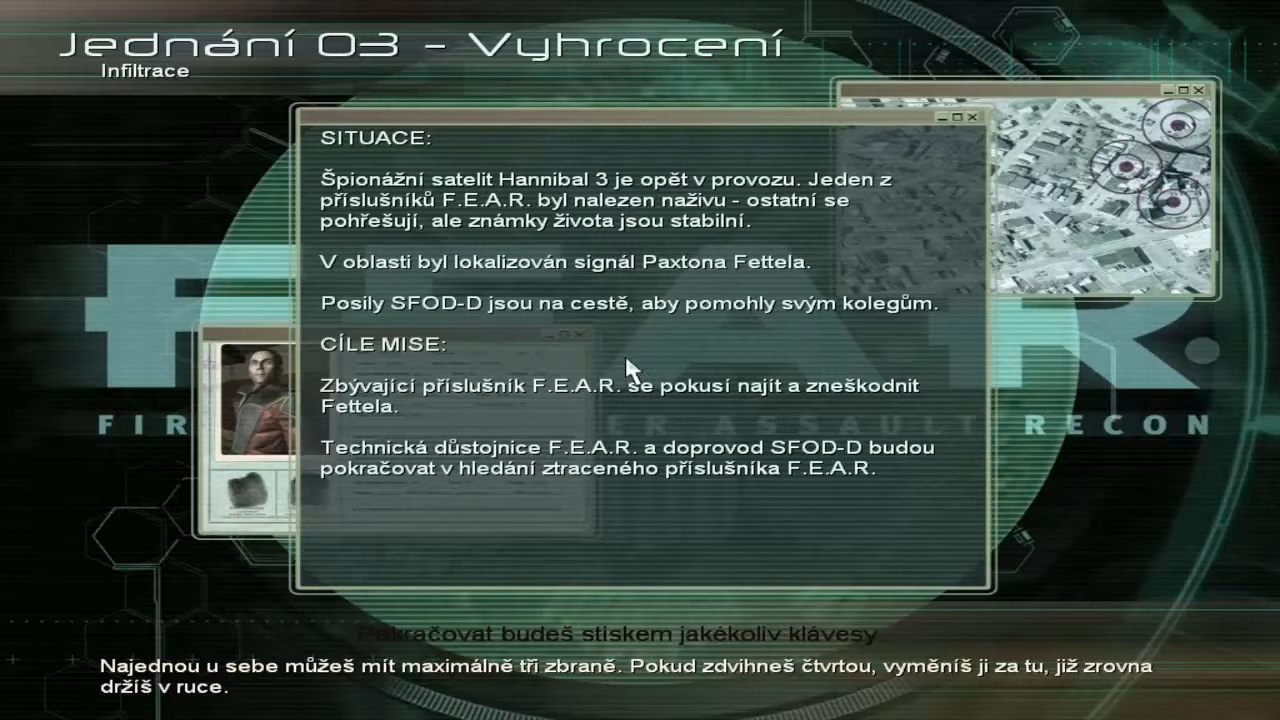 Jednání 03 - Vyhrocení
Infiltrace
SITUACE:
Špionážní satelit Hannibal 3 je opět v provozu. Jeden z
příslušníků F.E.A.R. byl nalezen naživu - ostatní se
pohřešují, ale známky života jsou stabilní.
V oblasti byl lokalizován signál Paxtona Fettela.
Posily SFOD-D jsou na cestě, aby pomohly svým kolegům.
CÍLE MISE:
Zbývající příslušník F.E.A.R. se pokusí najít a zneškodnit
Fettela.
Technická důstojnice F.E.A.R. a doprovod SFOD-D budou
pokračovat v hledání ztraceného příslušníka F.E.A.R.
F.E.A.R.
FIR ER ASSAUL RECON
Pokračovat budeš stiskem jakékoliv klávesy
Najednou u sebe můžeš mít maximálně tři zbraně. Pokud zdvihneš čtvrtou, vyměníš ji za tu, již zrovna
držíš v ruce.